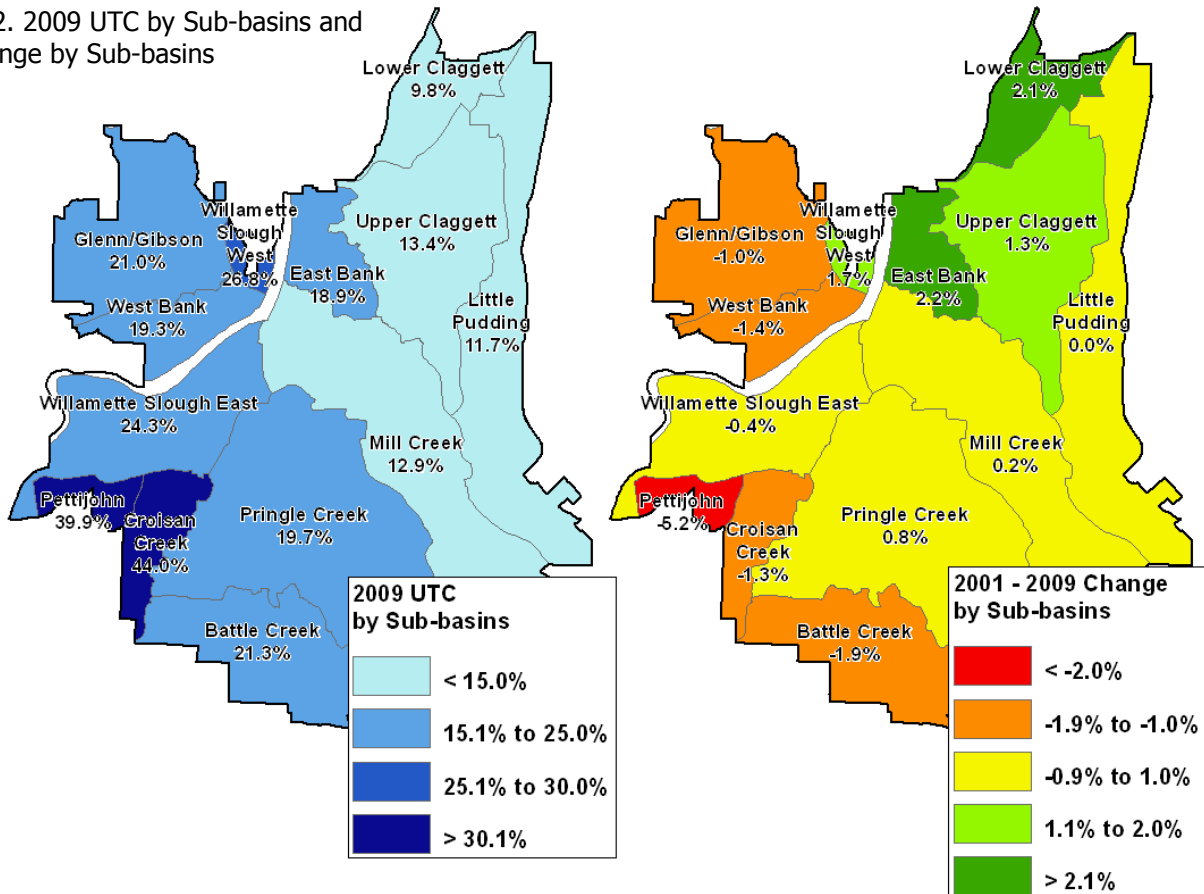 2. 2009 UTC by Sub-basins and
nge by Sub-basins
Lower Claggett
9.8%
Willamette
Slough
West
26.8%
Glenn/Gibson
21.0%
Upper Claggett
13.4%
East Bank
18.9%
West Bank
19.3%
Little
Pudding
11.7%
Willamette Slough East
24.3%
Mill Creek
12.9%
Pettijohn
39.9%
Croisan
Creek
44.0%
Pringle Creek
19.7%
Battle Creek
21.3%
2009 UTC
by Sub-basins
< 15.0%
15.1% to 25.0%
25.1% to 30.0%
> 30.1%
Lower Claggett
2.1%
Willamette
Slough
West
1.7%
Glenn/Gibson
-1.0%
Upper Claggett
1.3%
East Bank
2.2%
West Bank
-1.4%
Little
Pudding
0.0%
Willamette Slough East
-0.4%
Mill Creek
0.2%
Pettijohn
-5.2%
Croisan
Creek
-1.3%
Pringle Creek
0.8%
Battle Creek
-1.9%
2001 - 2009 Change
by Sub-basins
< -2.0%
-1.9% to -1.0%
-0.9% to 1.0%
1.1% to 2.0%
> 2.1%